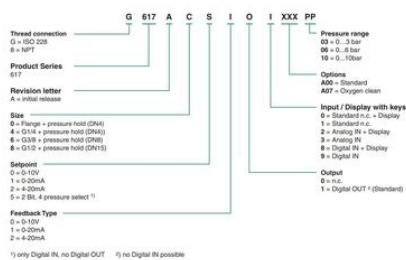 G 617 A C S I O I XXX PP
Thread connection
G = ISO 228
8 = NPT
Product Series
617
Revision letter
A = initial release
Size
0 = Flange + pressure hold (DN4)
4 = G1/4 + pressure hold (DN4))
6 = G3/8 + pressure hold (DN8)
8 = G1/2 + pressure hold (DN15)
Setpoint
0 = 0-10V
1 = 0-20mA
2 = 4-20mA
5 = 2 Bit, 4 pressure select ¹⁾
Feedback Type
0 = 0-10V
1 = 0-20mA
2 = 4-20mA
Pressure range
03 = 0...3 bar
06 = 0...6 bar
10 = 0...10bar
Options
A00 = Standard
A07 = Oxygen clean
Input / Display with keys
0 = Standard n.c. + Display
1 = Standard n.c.
2 = Analog IN + Display
3 = Analog IN
8 = Digital IN + Display
9 = Digital IN
Output
0 = n.c.
1 = Digital OUT ²⁾ (Standard)
¹⁾ only Digital IN, no Digital OUT ²⁾ no Digital IN possible